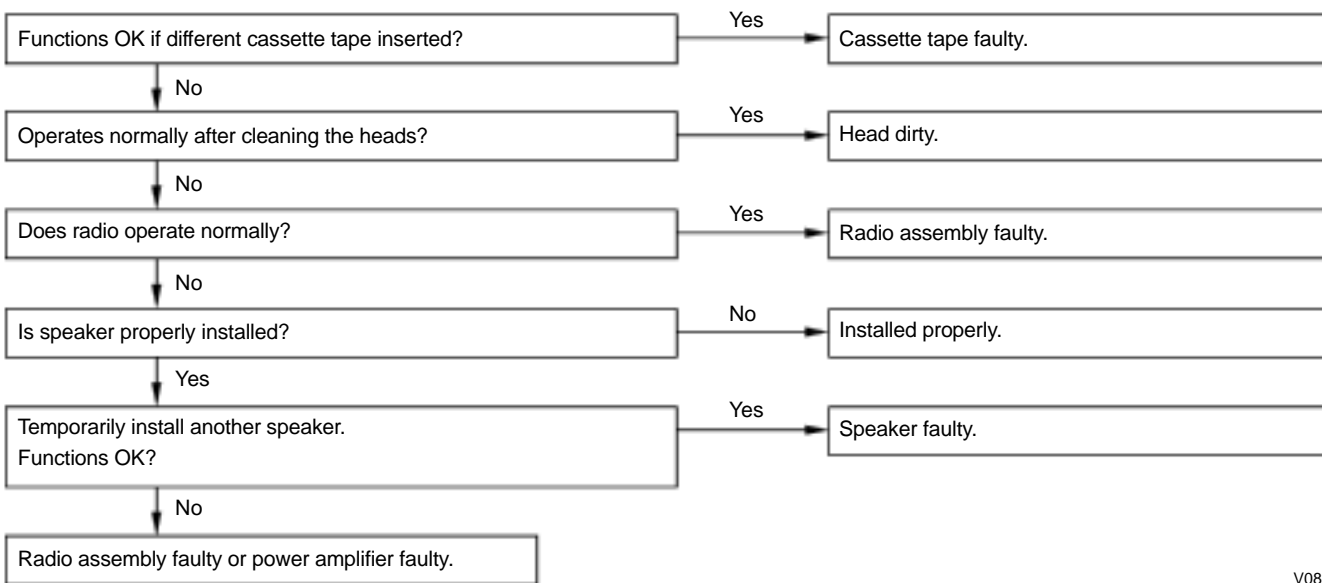 Functions OK if different cassette tape inserted?
Yes
Cassette tape faulty.
No
Operates normally after cleaning the heads?
Yes
Head dirty.
No
Does radio operate normally?
Yes
Radio assembly faulty.
No
Is speaker properly installed?
No
Installed properly.
Yes
Temporarily install another speaker.
Functions OK?
Yes
Speaker faulty.
No
Radio assembly faulty or power amplifier faulty.
V08